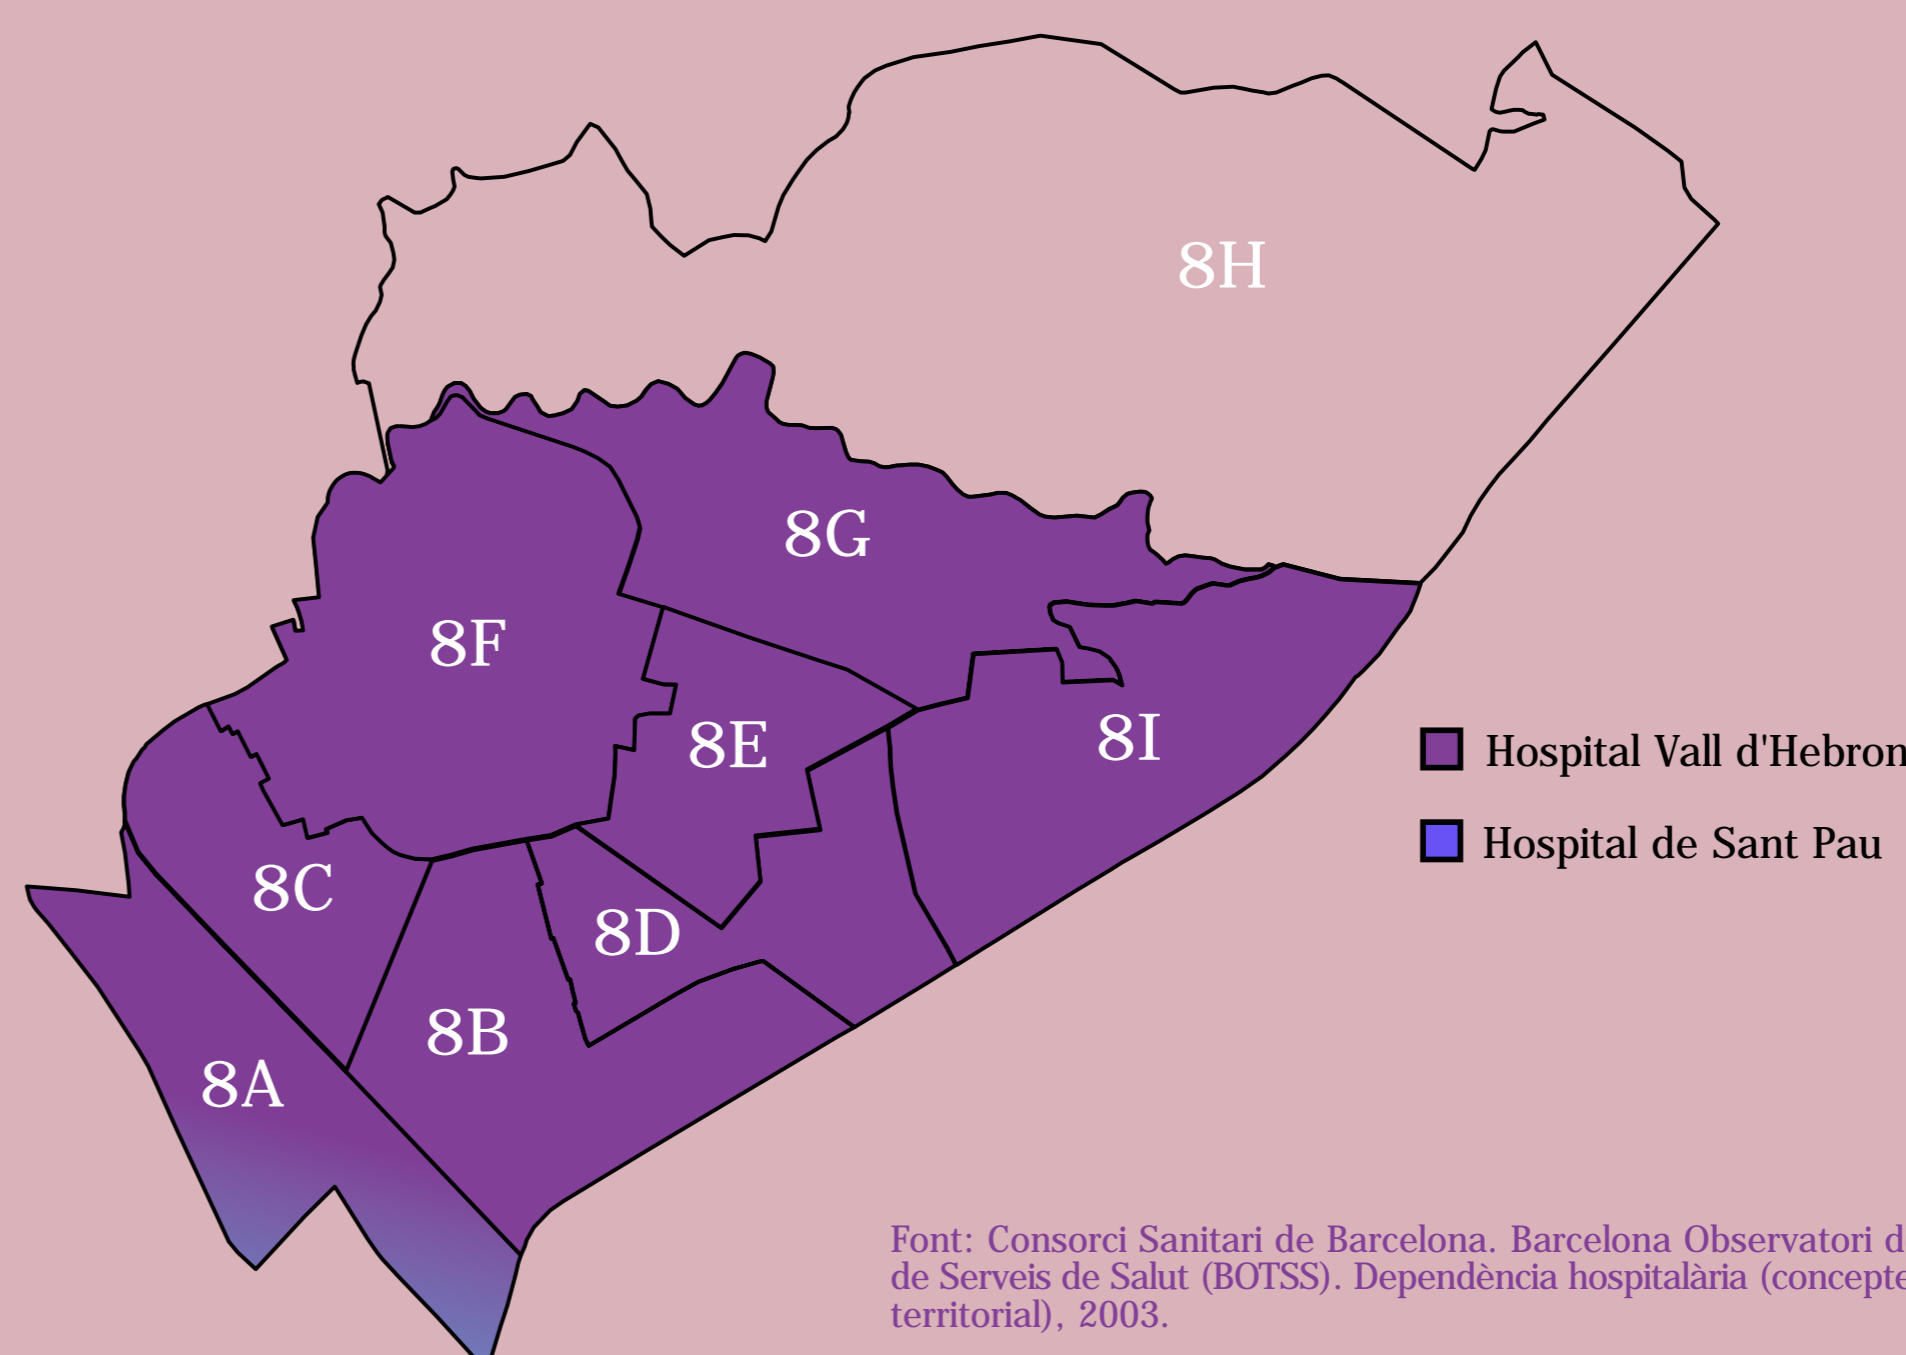 8H
8G
8F
8E
8I
Hospital Vall d'Hebron
8C
Hospital de Sant Pau
8D
8B
8A
Font: Consorci Sanitari de Barcelona. Barcelona Observatori
de Serveis de Salut (BOTSS). Dependència hospitalària (concepte
territorial), 2003.